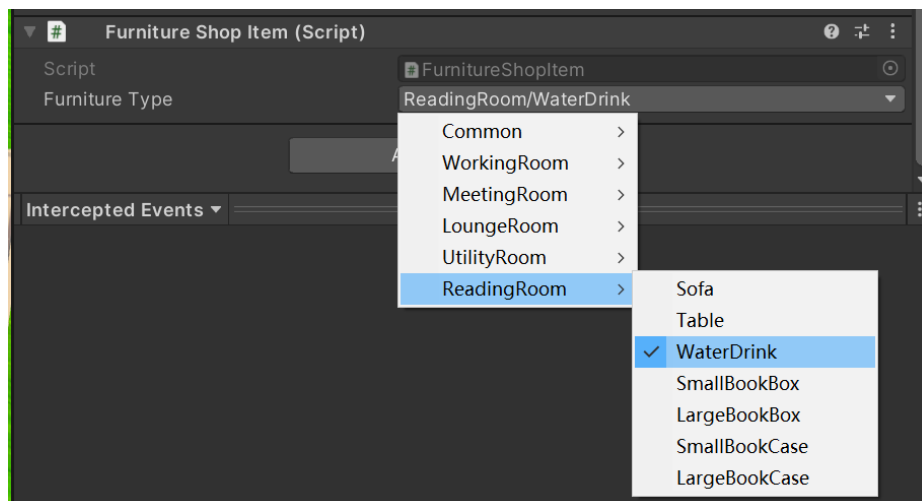 # Furniture Shop Item (Script)
Script
# FurnitureShopItem
Furniture Type
ReadingRoom/WaterDrink
Common
A
WorkingRoom
MeetingRoom
Intercepted Events
LoungeRoom
UtilityRoom
ReadingRoom
Sofa
Table
WaterDrink
SmallBookBox
LargeBookBox
SmallBookCase
LargeBookCase